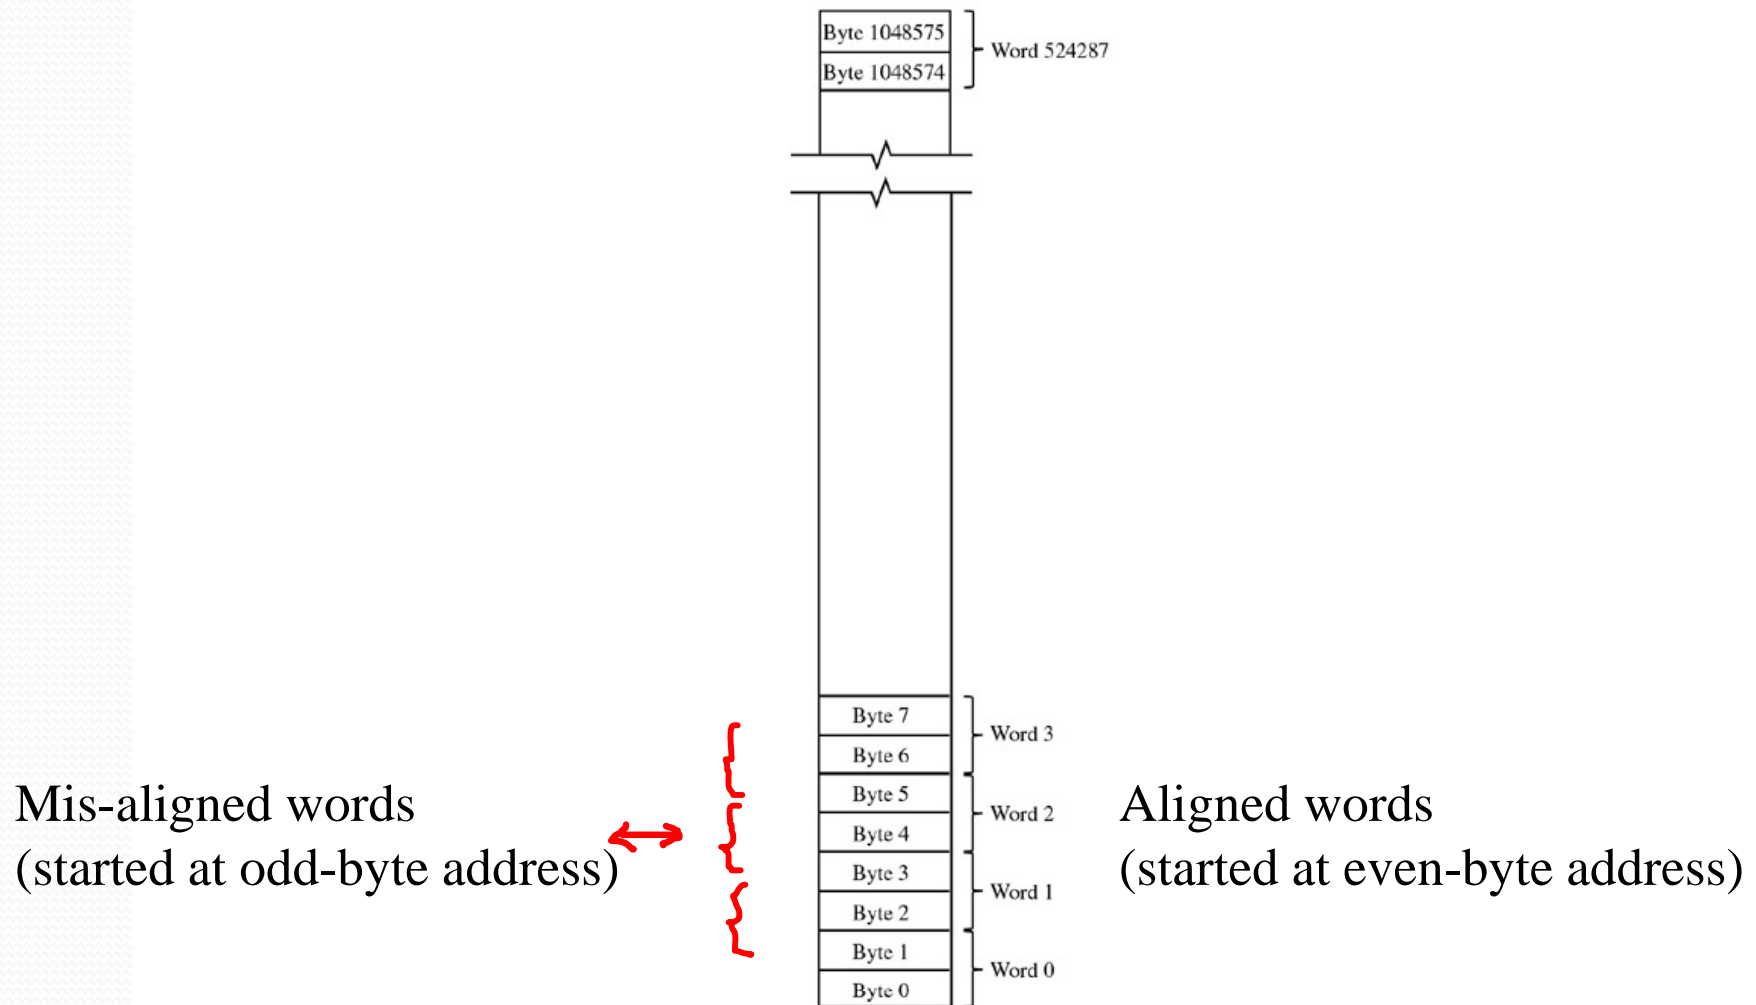 Byte 1048575
Word 524287
Byte 1048574
Byte 7
Word 3
Byte 6
Byte 5
Word 2
Byte 4
Byte 3
Word 1
Byte 2
Byte 1
Word 0
Byte 0
Mis-aligned words
(started at odd-byte address)
Aligned words
(started at even-byte address)